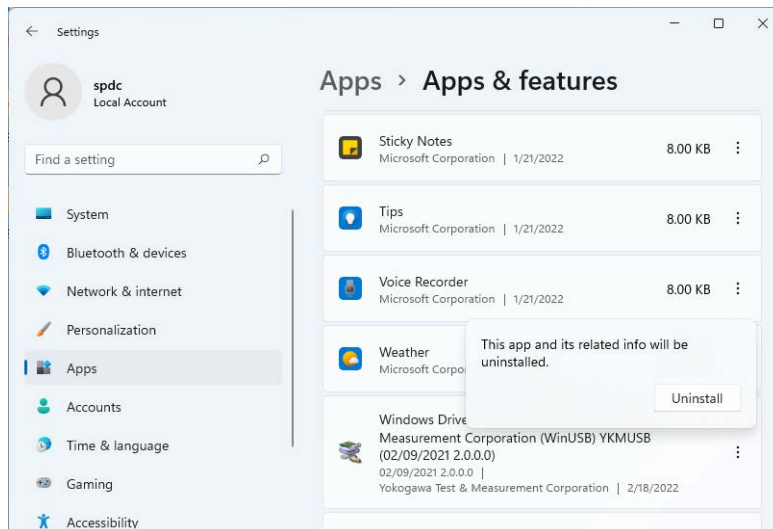 Settings
spdc
Local Account
Find a setting
System
Bluetooth & devices
Network & internet
Personalization
Apps
Accounts
Time & language
Gaming
Accessibility
Apps > Apps & features
Sticky Notes
Microsoft Corporation | 1/21/2022
8.00 KB
Tips
Microsoft Corporation | 1/21/2022
8.00 KB
Voice Recorder
Microsoft Corporation | 1/21/2022
8.00 KB
Weather
Microsoft Corpo
This app and its related info will be
uninstalled.
Uninstall
Windows Drive
Measurement Corporation (WinUSB) YKMUSB
(02/09/2021 2.0.0.0)
02/09/2021 2.0.0.0 |
Yokogawa Test & Measurement Corporation | 2/18/2022